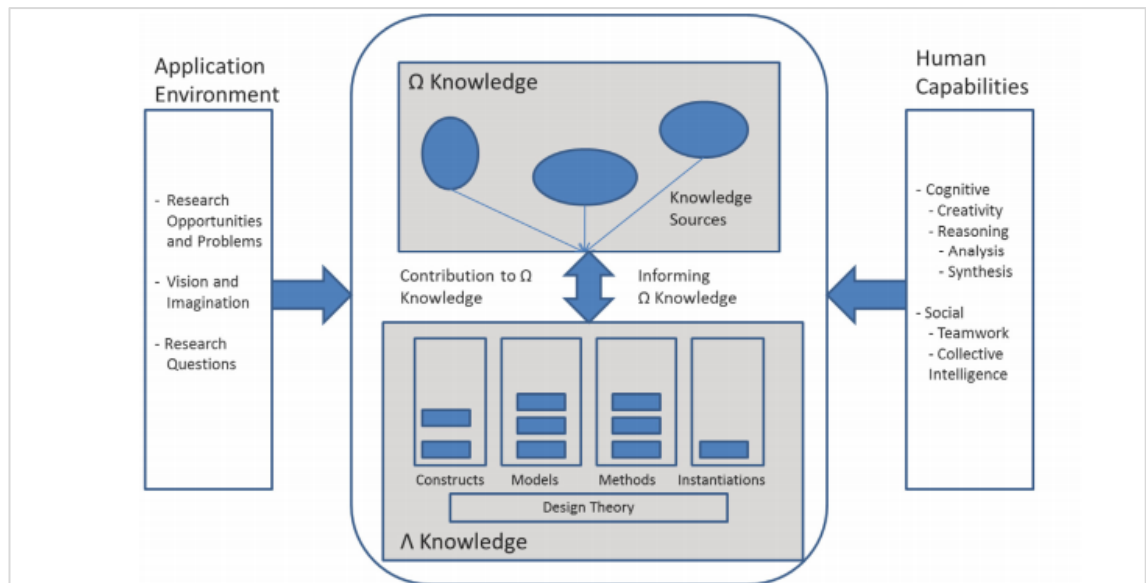 Application
Environment
- Research
Opportunities
and Problems
- Vision and
Imagination
- Research
Questions
Ω Knowledge
Knowledge
Sources
Contribution to Ω
Knowledge
Informing
Ω Knowledge
Constructs
Models
Methods
Instantiations
Design Theory
Λ Knowledge
Human
Capabilities
- Cognitive
- Creativity
- Reasoning
- Analysis
- Synthesis
- Social
- Teamwork
- Collective
Intelligence